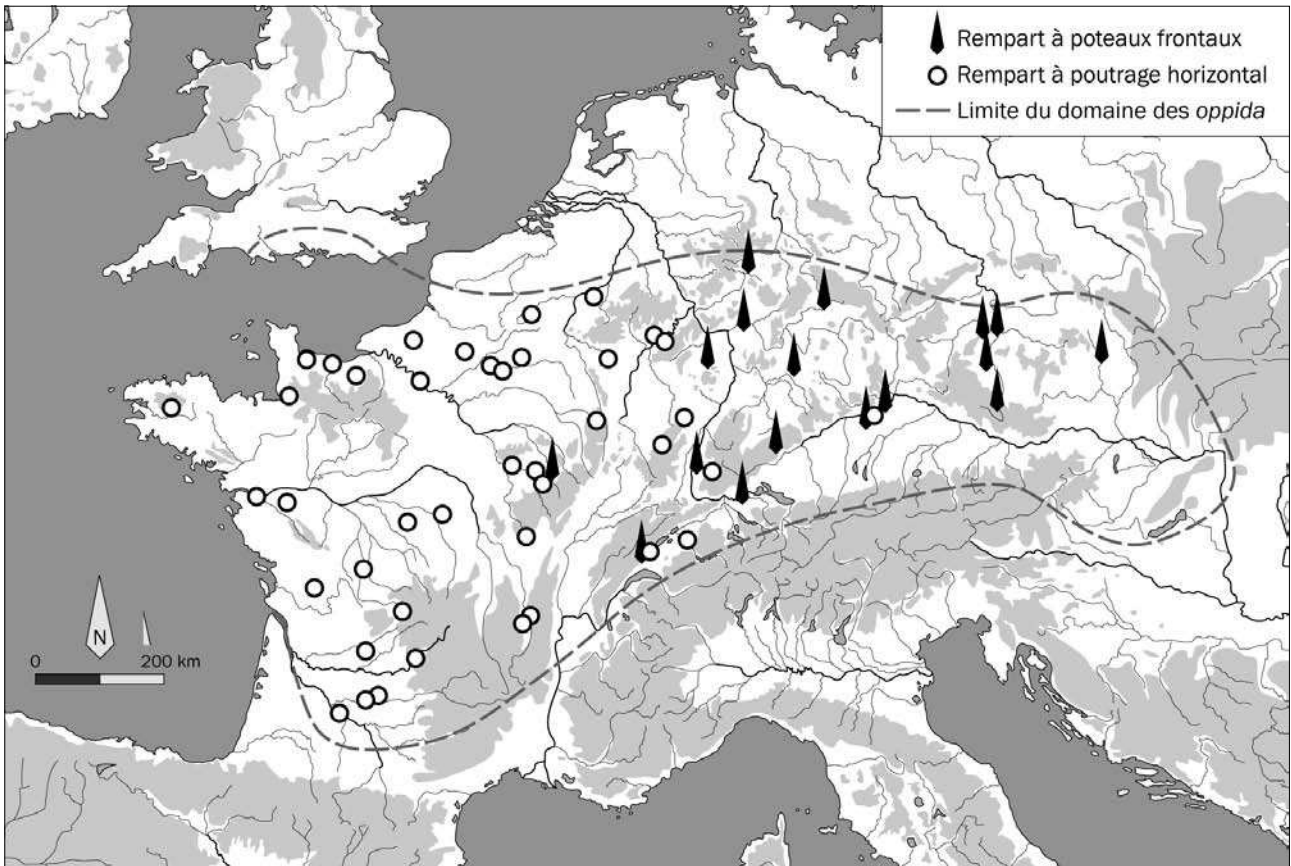 Rempart à poteaux frontaux
Rempart à poutrage horizontal
Limite du domaine des oppida
N
0 200 km